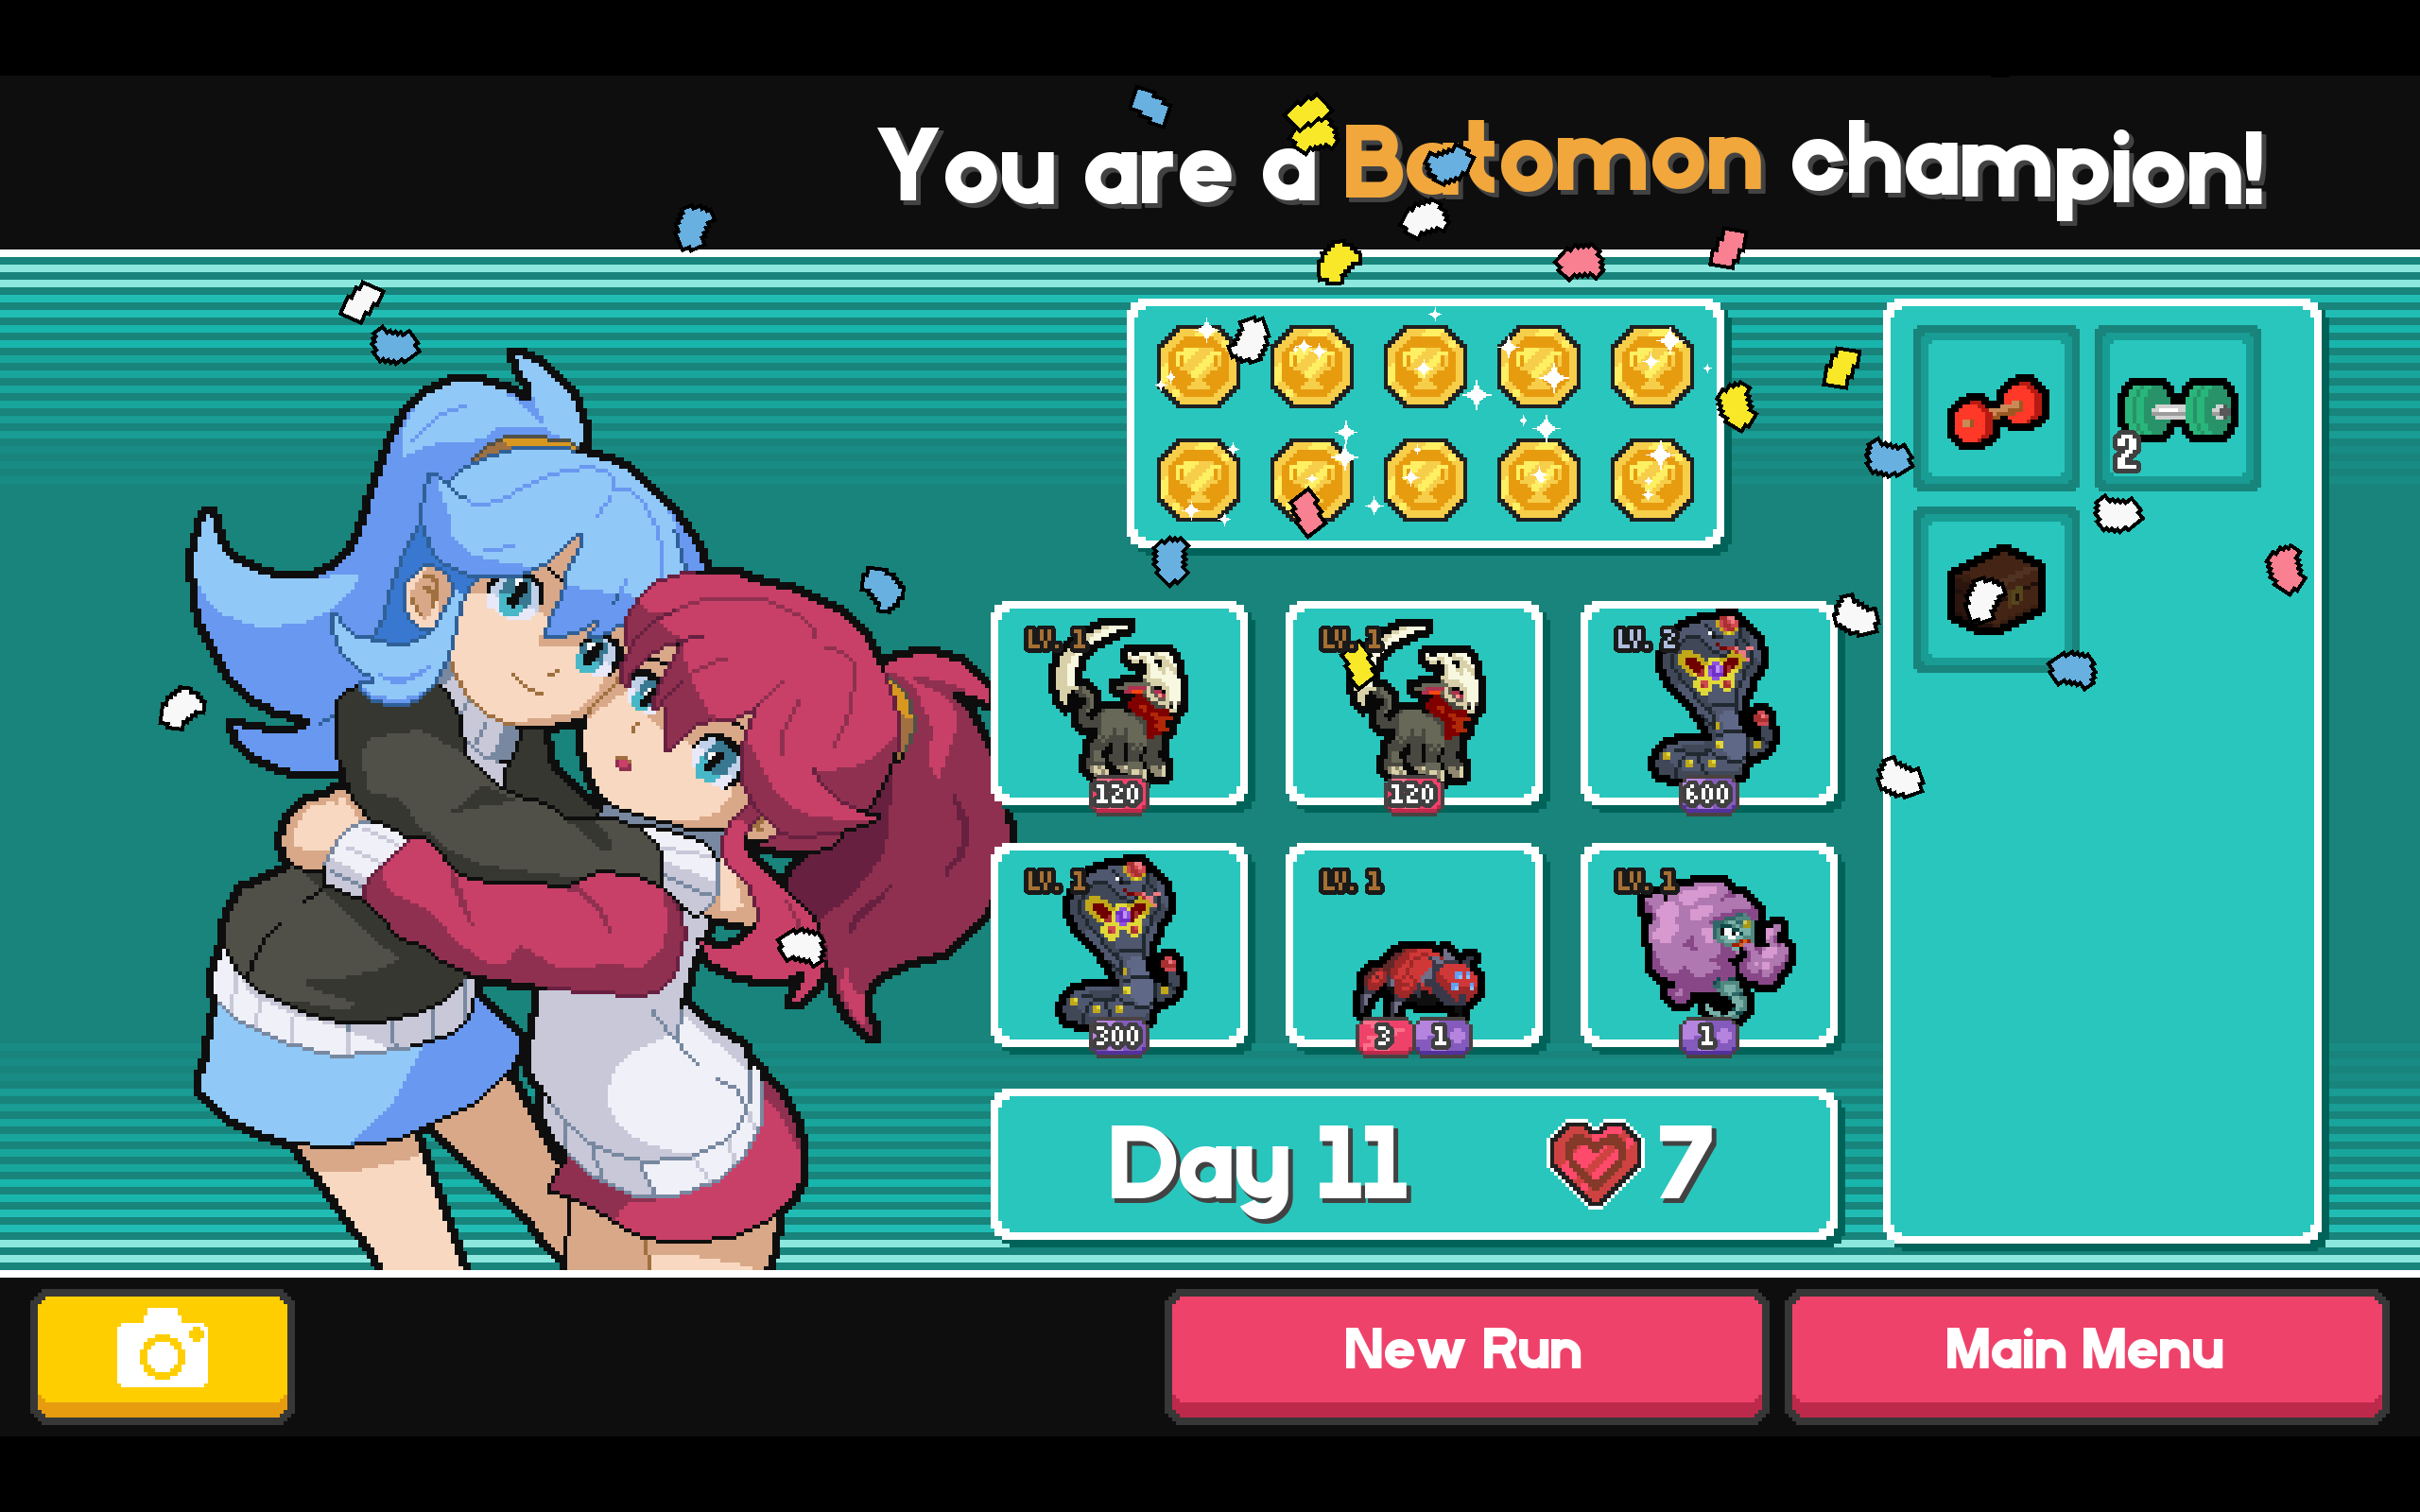 You are a Batomon champion!
2
LV. 1
LV. 1
LV. 2
120
120
600
LV. 1
LV. 1
LV. 1
300
3 1
1
Day 11
7
New Run
Main Menu